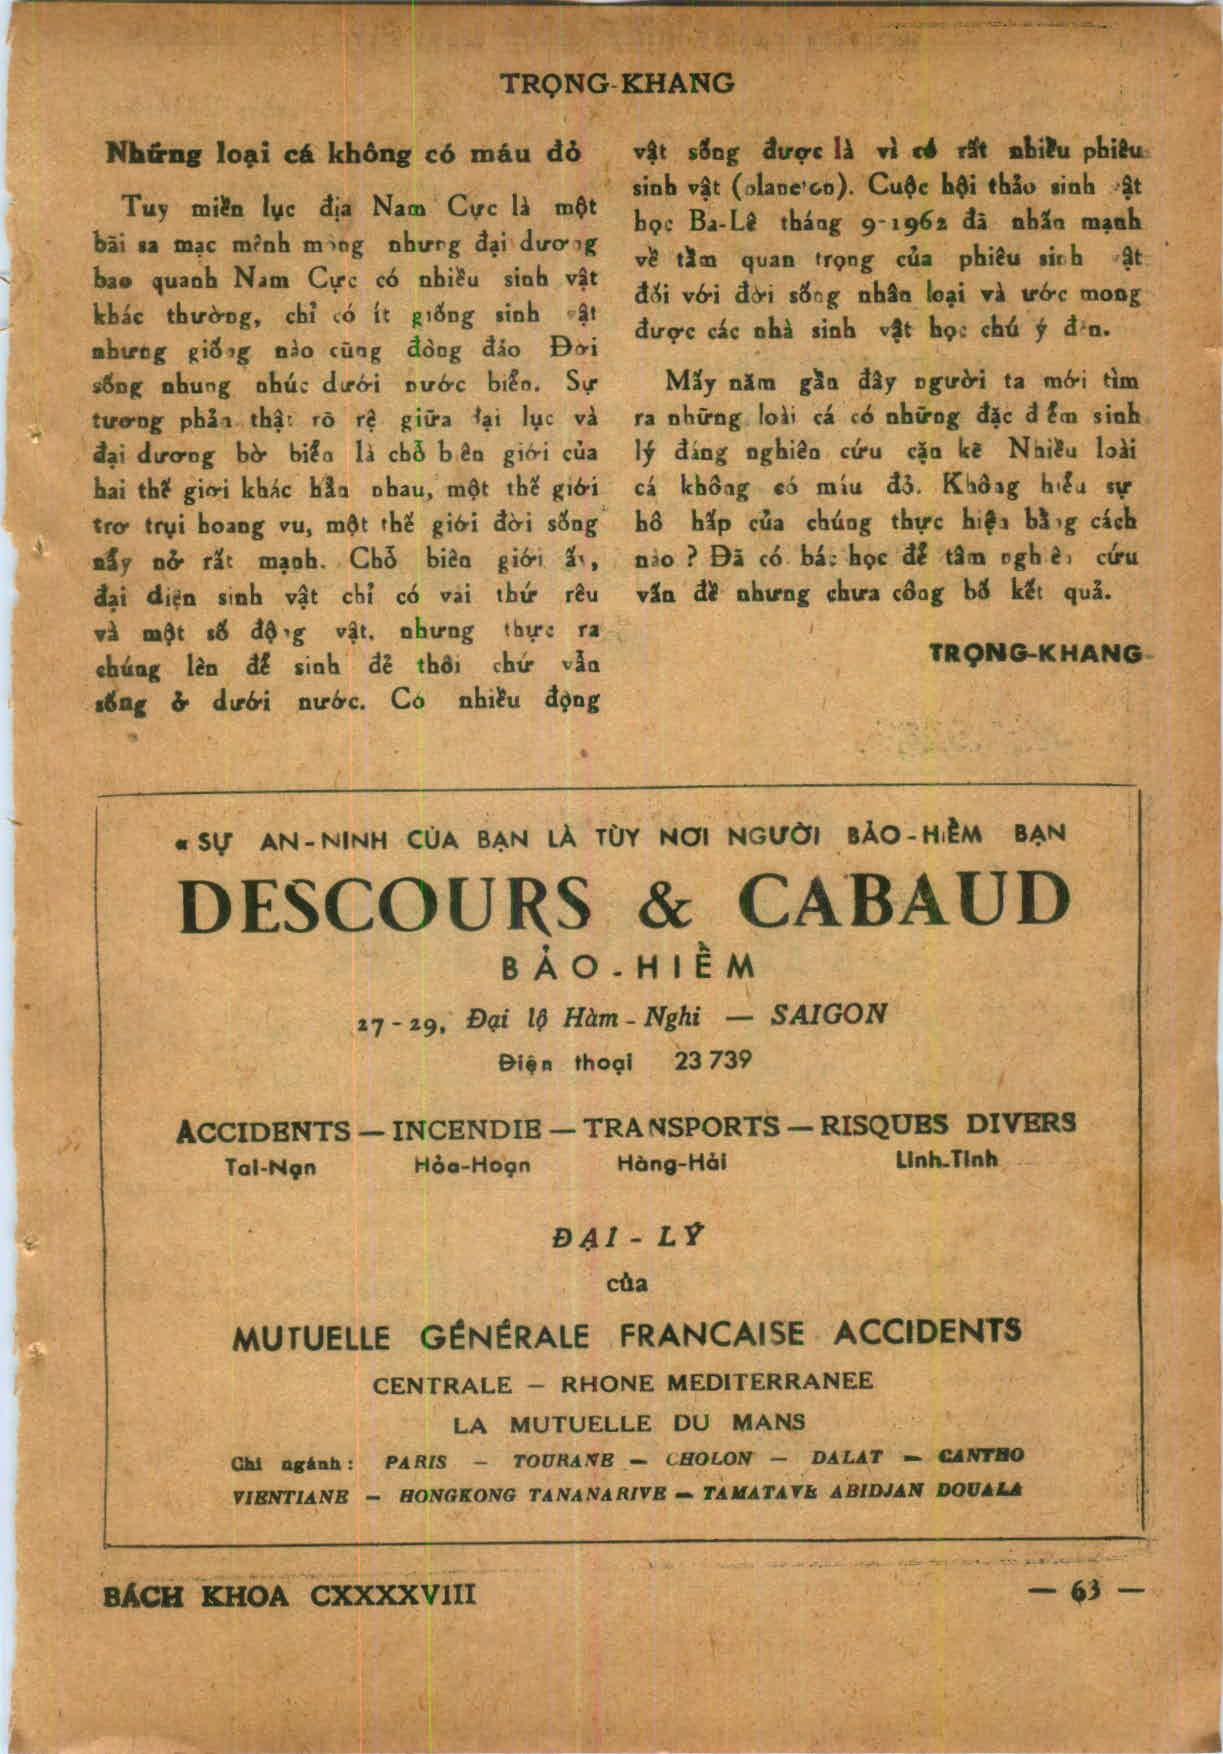 TRỌNG-KHANG
Những loại cá không có máu đỏ
Tuy miền lục địa Nam Cực là một
bãi sa mạc mênh mông nhưng đại dương
bao quanh Nam Cực có nhiều sinh vật
khác thường, chỉ có ít giống sinh vật
nhưng giống nào cũng đông đảo Đời
sống nhung nhúc dưới nước biển. Sự
tương phản thật rõ rệ giữa đại lục và
đại dương bờ biển là chỗ biên giới của
hai thế giới khác hẳn nhau, một thế giới
trơ trụi hoang vu, một thế giới đời sống
nẩy nở rất mạnh. Chỗ biên giới ấy,
đại diện sinh vật chỉ có vài thứ rêu
và một số động vật. nhưng thực ra
chúng lên để sinh đẻ thôi chứ vẫn
sống ở dưới nước. Có nhiều động
vật sống được là vì có rất nhiều phiêu
sinh vật (plancton). Cuộc hội thảo sinh vật
học Ba-Lê tháng 9-1962 đã nhấn mạnh
về tầm quan trọng của phiêu sinh vật
đối với đời sống nhân loại và ước mong
được các nhà sinh vật học chú ý đến.
Mấy năm gần đây người ta mới tìm
ra những loài cá có những đặc điểm sinh
lý đáng nghiên cứu cặn kẽ Nhiều loài
cá không có máu đỏ. Không hiểu sự
hô hấp của chúng thực hiện bằng cách
nào ? Đã có bác học để tâm nghiên cứu
vấn đề nhưng chưa công bố kết quả.
TRỌNG-KHANG
« SỰ AN-NINH CỦA BẠN LÀ TÙY NƠI NGƯỜI BẢO-HIỂM BẠN
DESCOURS & CABAUD
BẢO-HIỂM
27-29, Đại lộ Hàm-Nghi — SAIGON
Điện thoại 23 739
ACCIDENTS — INCENDIE — TRANSPORTS — RISQUES DIVERS
Tai-Nạn Hỏa-Hoạn Hàng-Hải Linh-Tinh
ĐẠI-LÝ
của
MUTUELLE GÉNÉRALE FRANCAISE ACCIDENTS
CENTRALE — RHONE MEDITERRANEE
LA MUTUELLE DU MANS
Chi ngánh : PARIS — TOURANE — CHOLON — DALAT — CANTHO
VIENTIANE — HONGKONG TANANARIVE — TAMATAVE ABIDJAN DOUALA
BÁCH KHOA CXXXXVIII
— 63 —